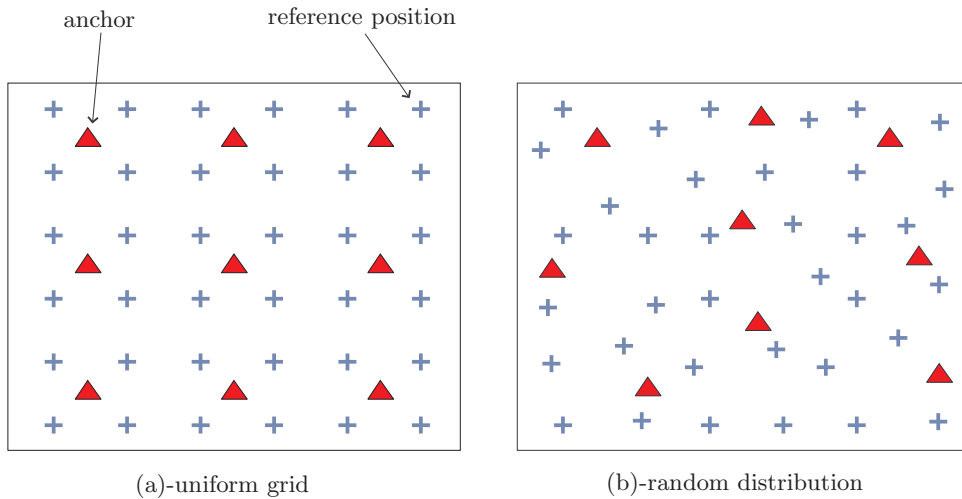 anchor
reference position
(a)-uniform grid
(b)-random distribution